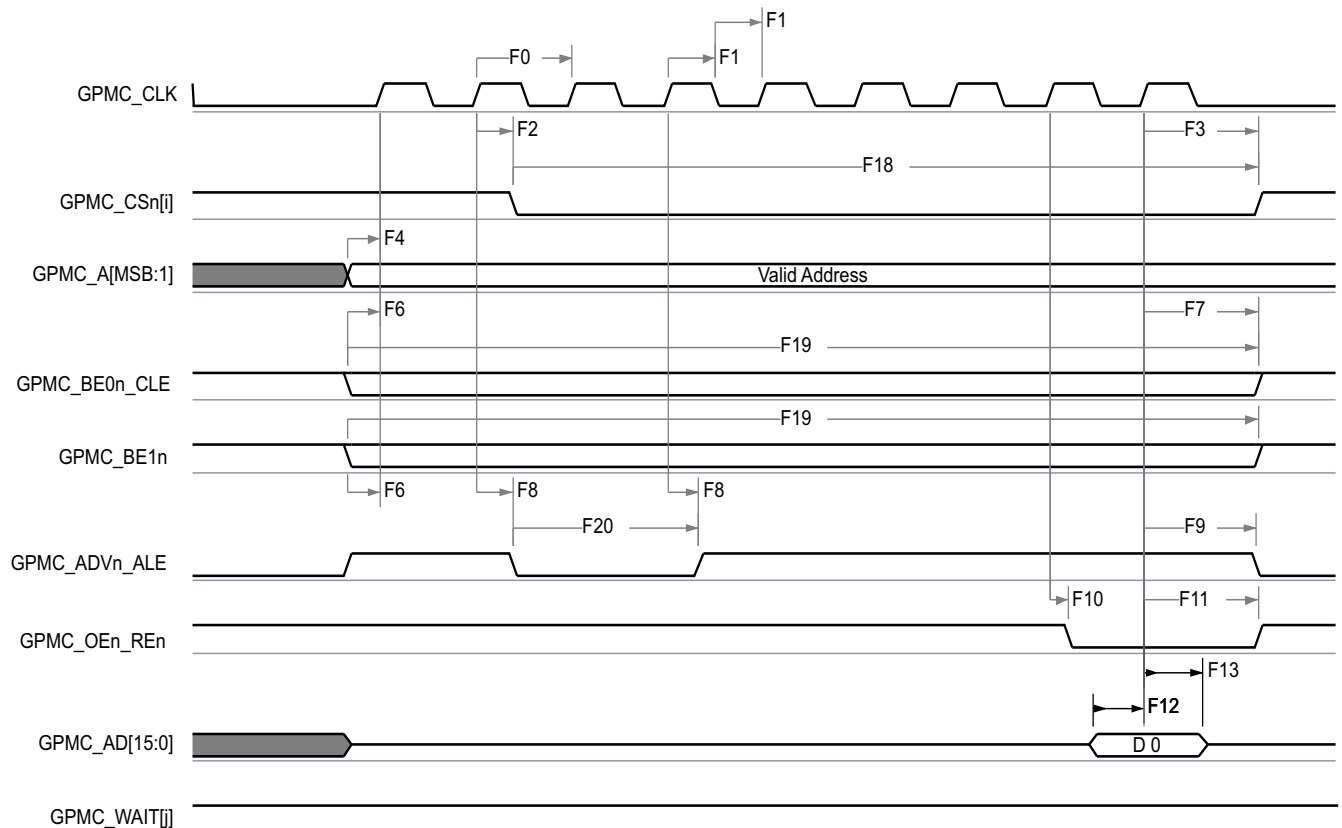 F1
F0
F1
GPMC_CLK
F2
F3
F18
GPMC_CSn[i]
F4
GPMC_A[MSB:1]
Valid Address
F6
F7
F19
GPMC_BE0n_CLE
F19
GPMC_BE1n
F6
F8
F8
F20
F9
GPMC_ADVn_ALE
F10
F11
GPMC_OEn_REn
F13
F12
GPMC_AD[15:0]
D 0
GPMC_WAIT[j]